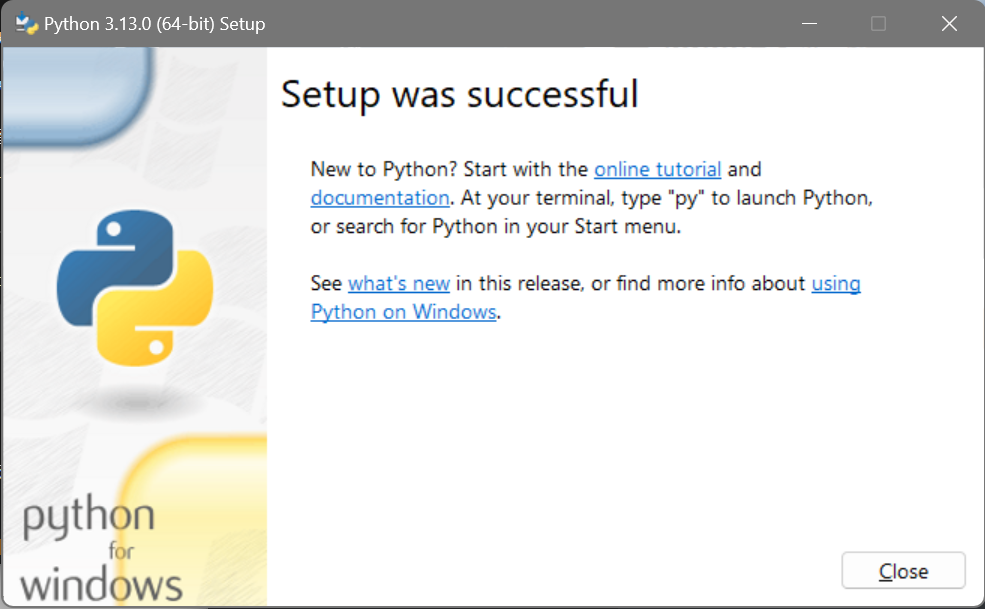 Python 3.13.0 (64-bit) Setup
Setup was successful
New to Python? Start with the online tutorial and
documentation. At your terminal, type "py" to launch Python,
or search for Python in your Start menu.
See what's new in this release, or find more info about using
Python on Windows.
python
for
windows
Close